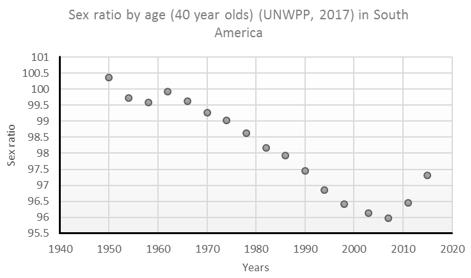 Sex ratio by age (40 year olds) (UNWPP, 2017) in South
America
101
100.5
100
99.5
99
98.5
98
97.5
97
96.5
96
95.5
Sex ratio
1940 1950 1960 1970 1980 1990 2000 2010 2020
Years